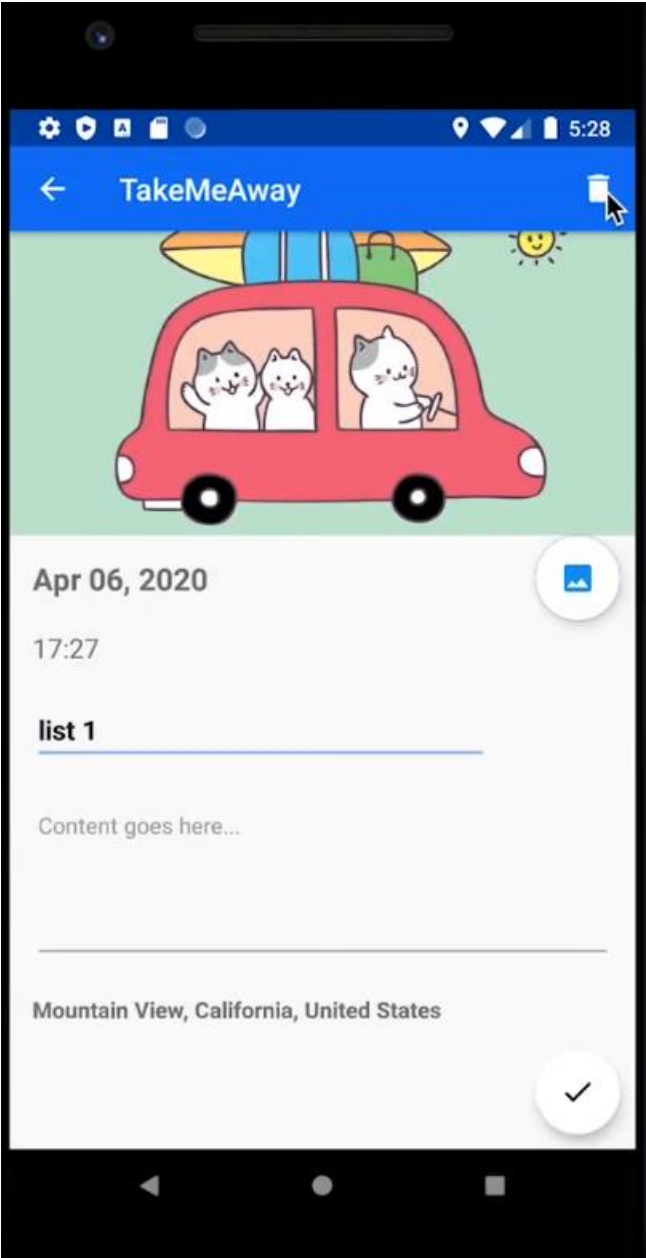 5:28
TakeMeAway
Apr 06, 2020
17:27
list 1
Content goes here...
Mountain View, California, United States